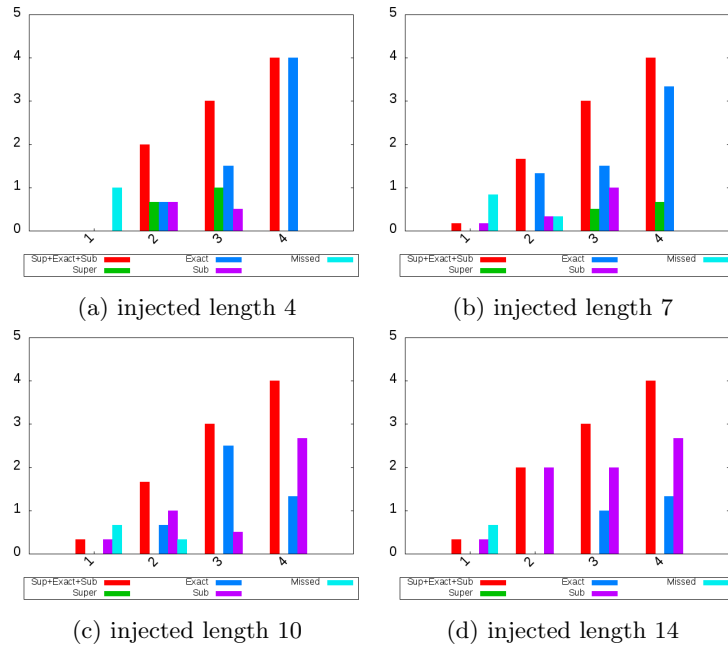 5
4
3
2
1
0
1 2 3 4
Sup+Exact+Sub Exact Missed
Super Sub
(a) injected length 4
5
4
3
2
1
0
1 2 3 4
Sup+Exact+Sub Exact Missed
Super Sub
(b) injected length 7
5
4
3
2
1
0
1 2 3 4
Sup+Exact+Sub Exact Missed
Super Sub
(c) injected length 10
5
4
3
2
1
0
1 2 3 4
Sup+Exact+Sub Exact Missed
Super Sub
(d) injected length 14